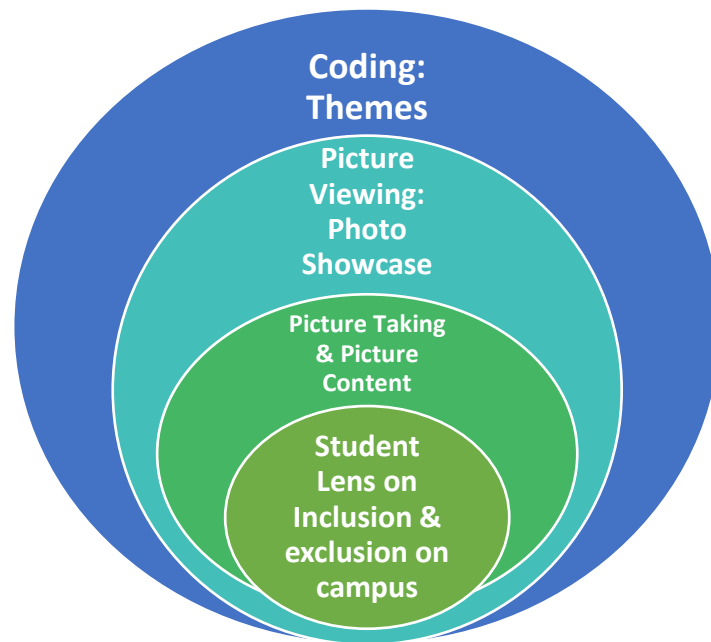 Coding:
Themes
Picture
Viewing:
Photo
Showcase
Picture Taking
& Picture
Content
Student
Lens on
Inclusion &
exclusion on
campus